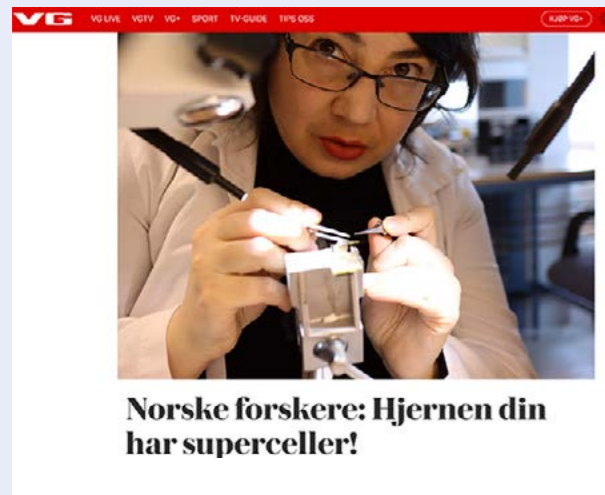 VG VG LIVE VGTV VG+ SPORT TV-GUIDE TIPS OSS KJØP VG+
Norske forskere: Hjernen din
har superceller!